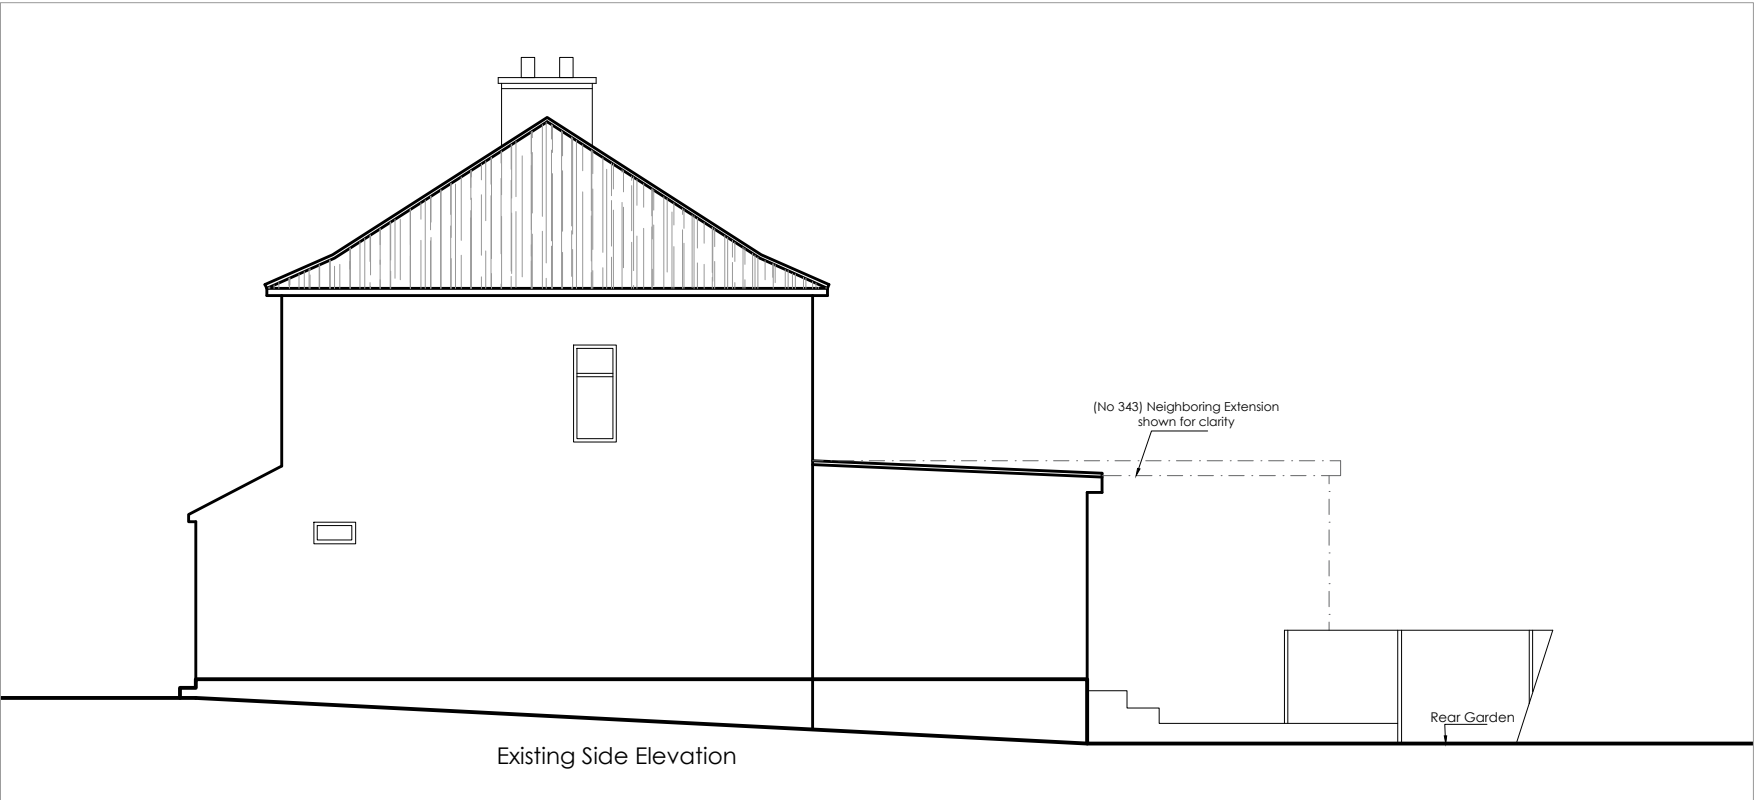 (No 343) Neighboring Extension
shown for clarity
Rear Garden
Existing Side Elevation